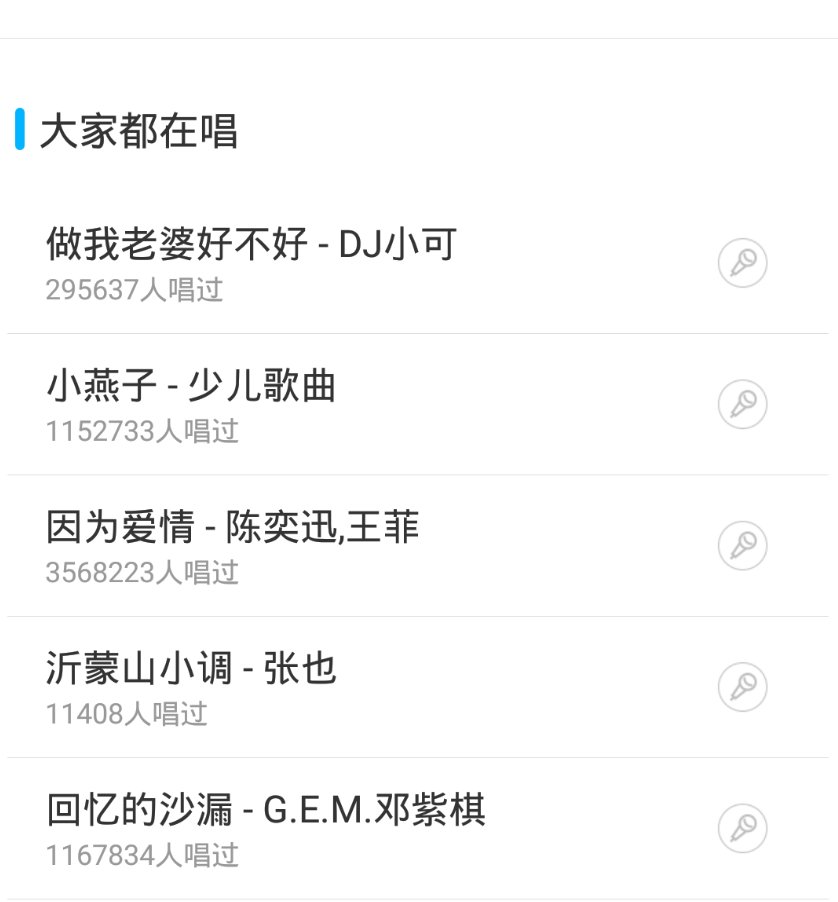 大家都在唱
做我老婆好不好 - DJ小可
295637人唱过
小燕子 - 少儿歌曲
1152733人唱过
因为爱情 - 陈奕迅,王菲
3568223人唱过
沂蒙山小调 - 张也
11408人唱过
回忆的沙漏 - G.E.M.邓紫棋
1167834人唱过